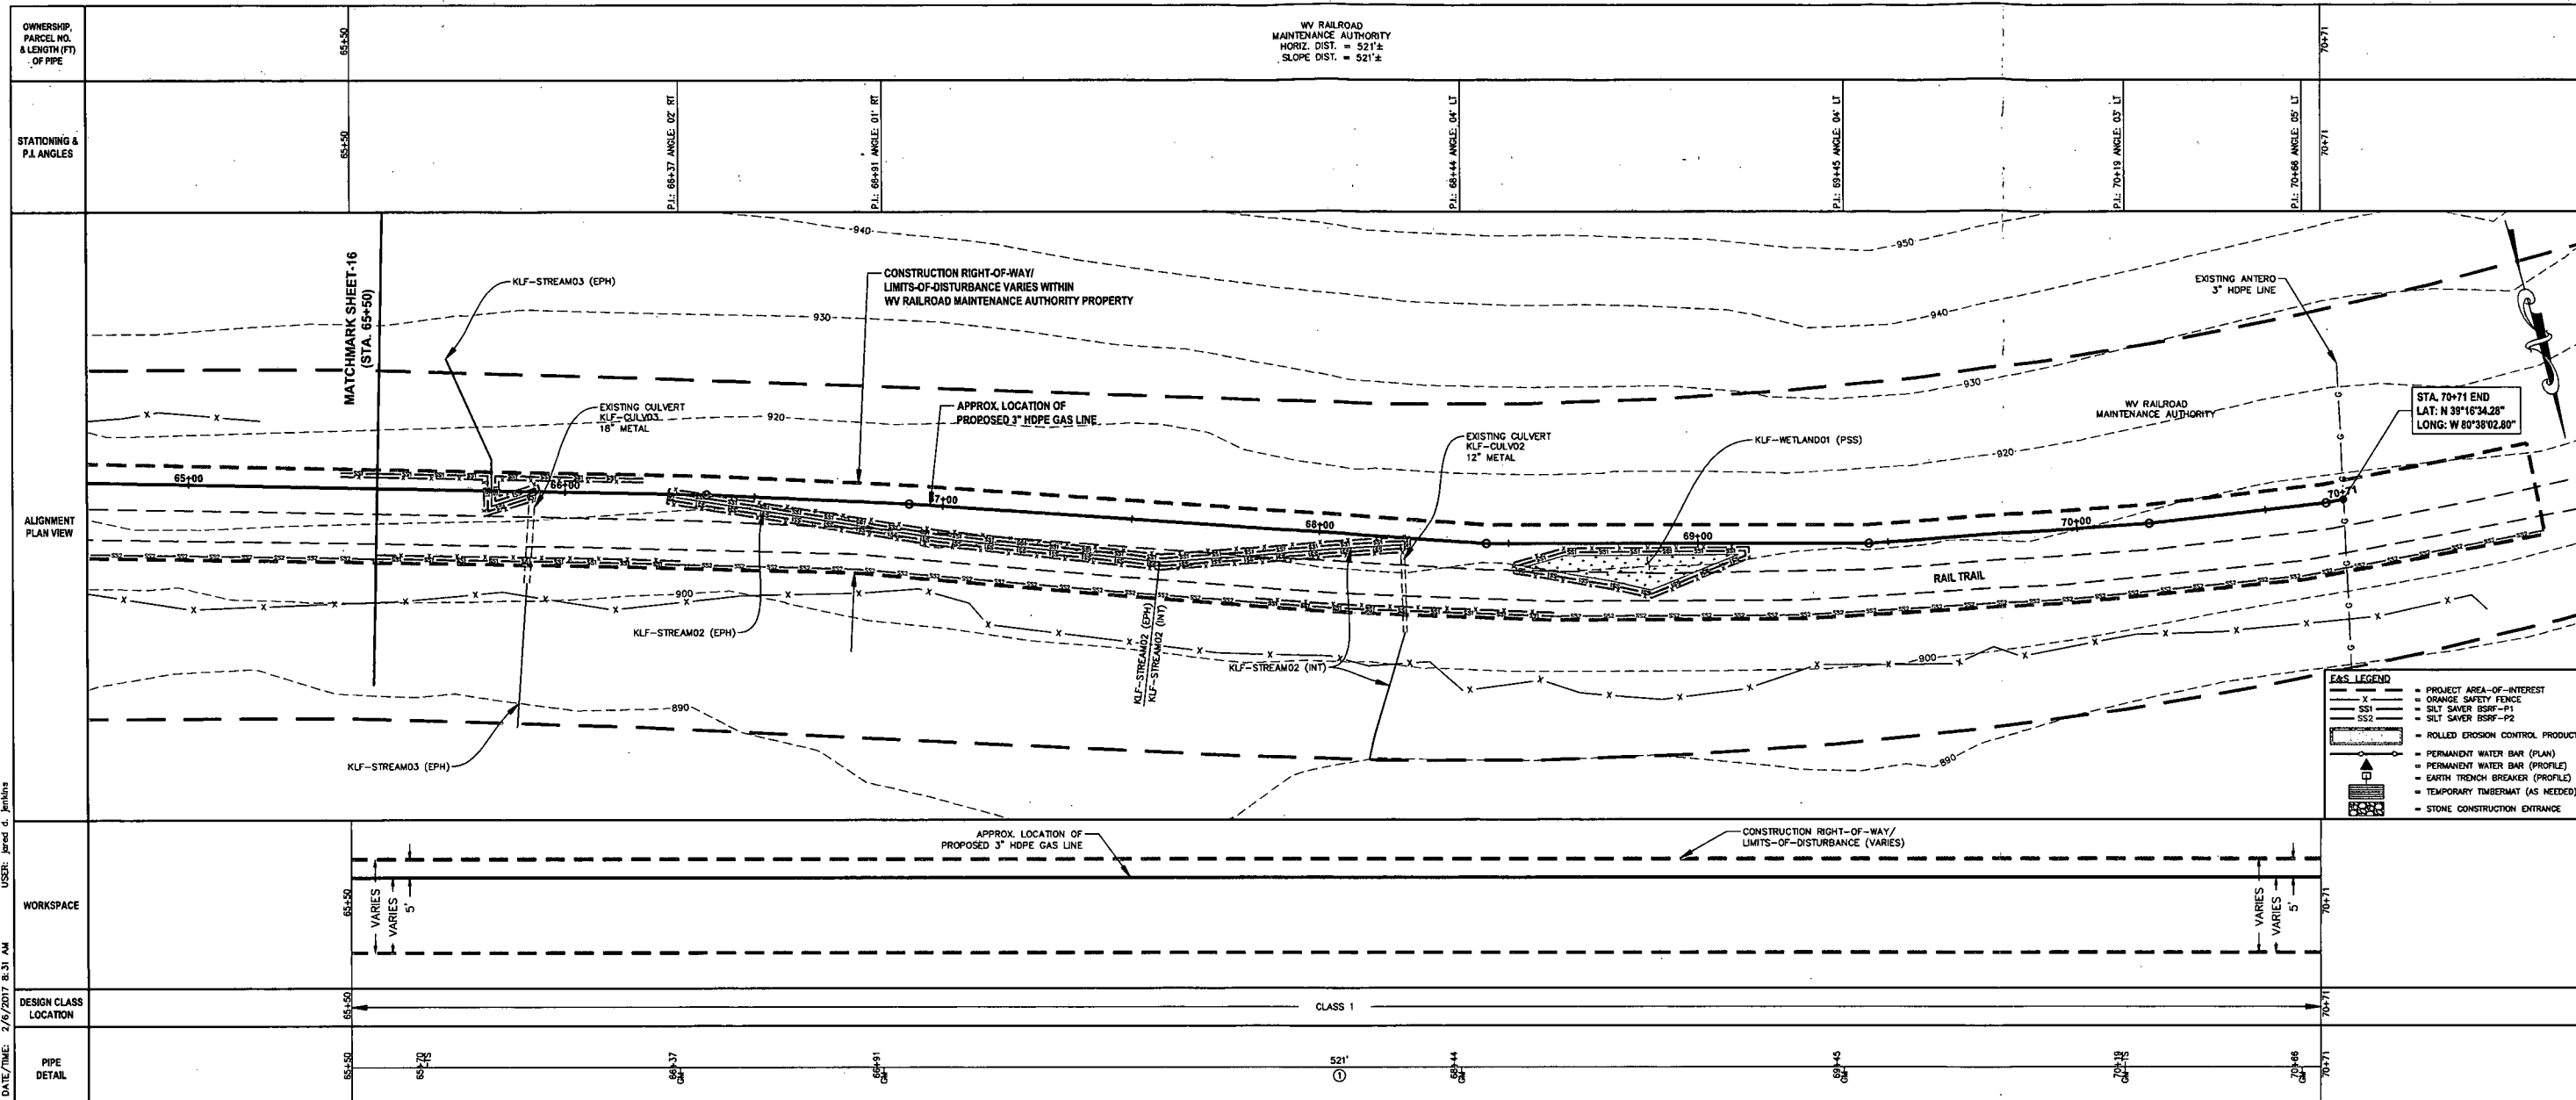 OWNERSHIP,
PARCEL NO.
& LENGTH (FT)
OF PIPE
65+50
WV RAILROAD
MAINTENANCE AUTHORITY
HORIZ. DIST. = 521'±
SLOPE DIST. = 521'±
70+71
STATIONING &
P.I. ANGLES
65+50
P.I.: 66+37 ANGLE: 02° RT
P.I.: 66+91 ANGLE: 01° RT
P.I.: 68+44 ANGLE: 04° LT
P.I.: 69+45 ANGLE: 04° LT
P.I.: 70+19 ANGLE: 03° LT
P.I.: 70+66 ANGLE: 05° LT
70+71
ALIGNMENT
PLAN VIEW
MATCHMARK SHEET-16
(STA. 65+50)
KLF-STREAM03 (EPH)
CONSTRUCTION RIGHT-OF-WAY/
LIMITS-OF-DISTURBANCE VARIES WITHIN
WV RAILROAD MAINTENANCE AUTHORITY PROPERTY
940
950
930
940
930
920
920
EXISTING ANTERO
3" HDPE LINE
EXISTING CULVERT
KLF-CULV03
18" METAL
APPROX. LOCATION OF
PROPOSED 3" HDPE GAS LINE
EXISTING CULVERT
KLF-CULV02
12" METAL
KLF-WETLAND01 (PSS)
WV RAILROAD
MAINTENANCE AUTHORITY
STA. 70+71 END
LAT: N 39°16'34.28"
LONG: W 80°38'02.80"
65+00
66+00
67+00
68+00
69+00
70+00
70+71
RAIL TRAIL
900
900
KLF-STREAM02 (EPH)
KLF-STREAM02 (EPH)
KLF-STREAM02 (INT)
KLF-STREAM02 (INT)
890
890
KLF-STREAM03 (EPH)
E&S LEGEND
= PROJECT AREA-OF-INTEREST
X = ORANGE SAFETY FENCE
SS1 = SILT SAVER BSRF-P1
SS2 = SILT SAVER BSRF-P2
= ROLLED EROSION CONTROL PRODUCT
= PERMANENT WATER BAR (PLAN)
= PERMANENT WATER BAR (PROFILE)
= EARTH TRENCH BREAKER (PROFILE)
= TEMPORARY TIMBERMAT (AS NEEDED)
= STONE CONSTRUCTION ENTRANCE
WORKSPACE
65+50
VARIES
VARIES
5'
APPROX. LOCATION OF
PROPOSED 3" HDPE GAS LINE
CONSTRUCTION RIGHT-OF-WAY/
LIMITS-OF-DISTURBANCE (VARIES)
VARIES
VARIES
5'
70+71
DESIGN CLASS
LOCATION
65+50
CLASS 1
70+71
PIPE
DETAIL
65+50
65+70
TS
66+37
GM
66+91
GM
521'
1
68+44
GM
69+45
GM
70+19
GM TS
70+66
GM
70+71
DATE/TIME: 2/6/2017 8:31 AM USER: jared d. jenkins